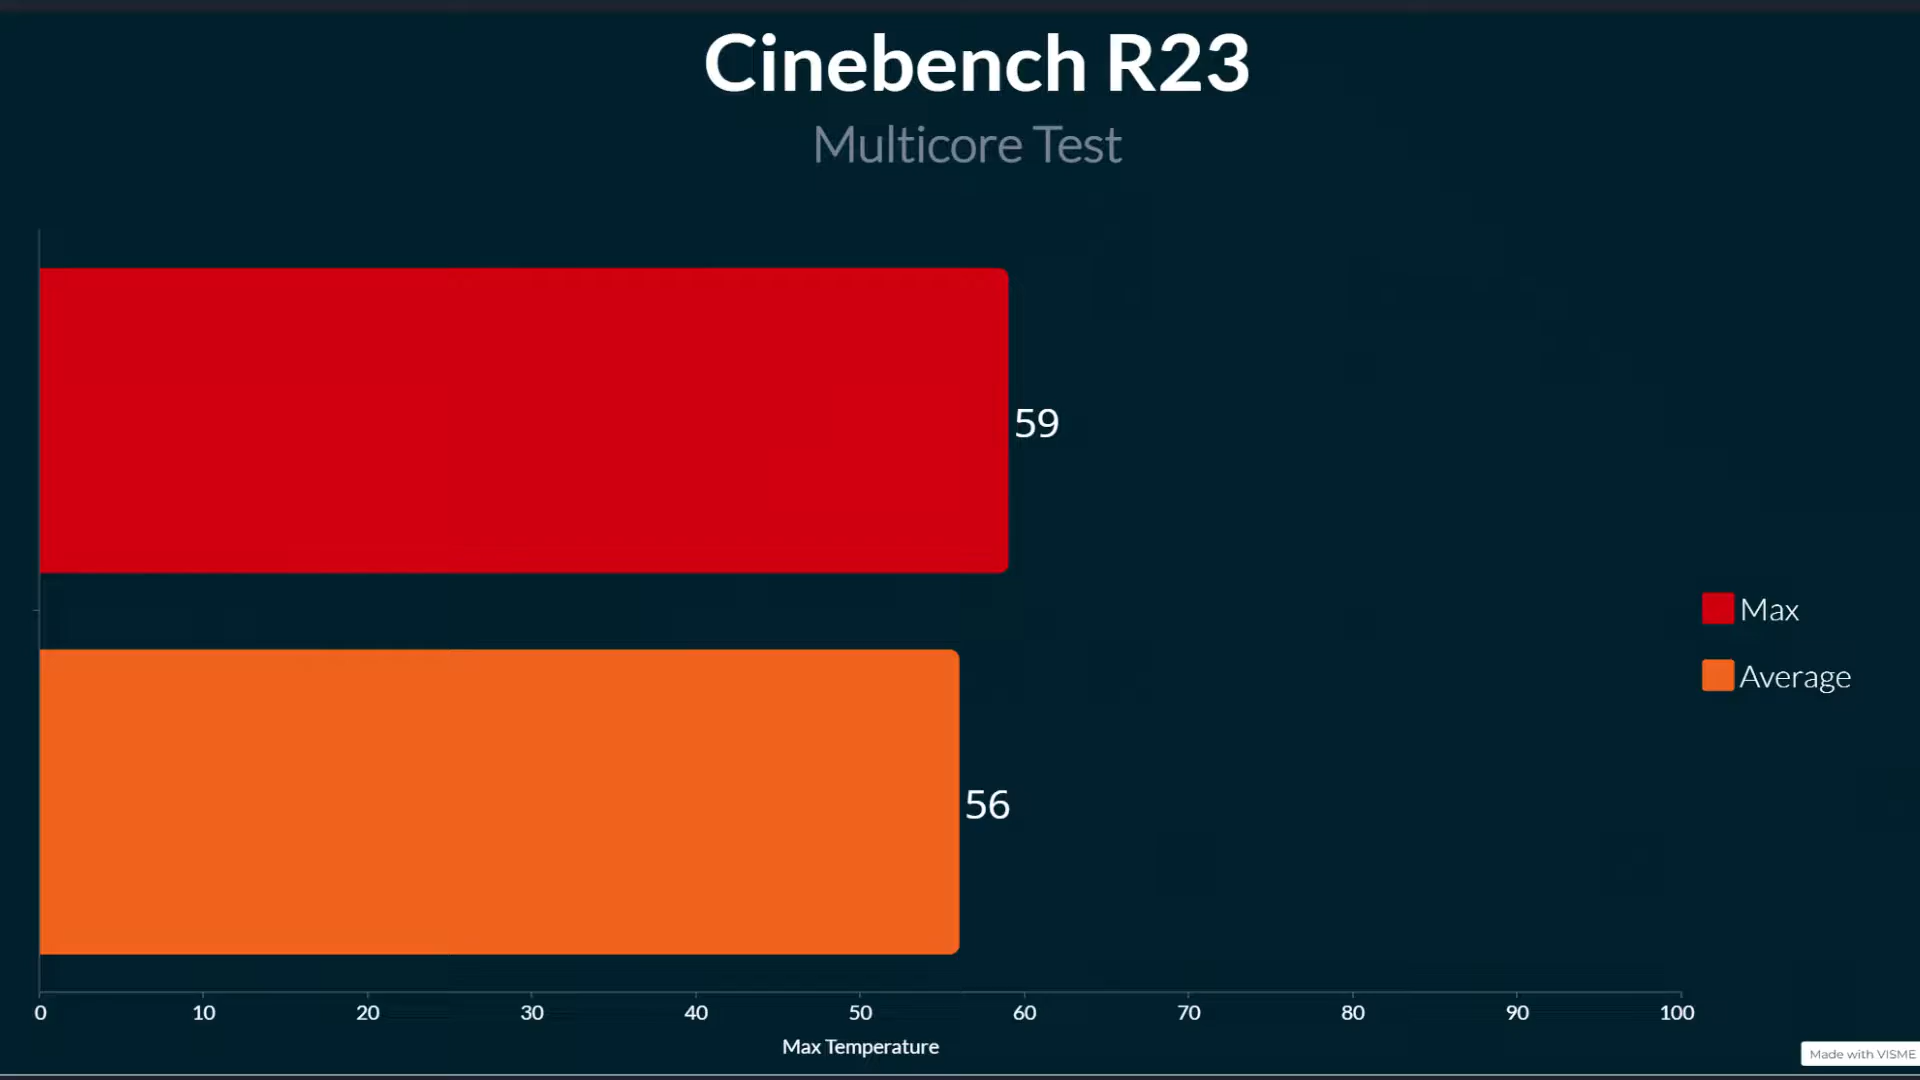 Cinebench R23
Multicore Test
59
Max
Average
56
0 10 20 30 40 50 60 70 80 90 100
Max Temperature
Made with VISME